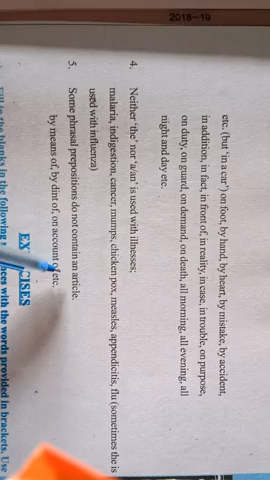 2018–19
etc. (but 'in a car') on foot, by hand, by heart, by mistake, by accident,
in addition, in fact, in front of, in reality, in case, in trouble, on purpose,
on duty, on guard, on demand, on death, all morning, all evening, all
night and day etc.
4. Neither 'the' nor 'a/an' is used with illnesses;
malaria, indigestion, cancer, mumps, chicken pox, measles, appendicitis, flu (sometimes the is
used with influenza)
5. Some phrasal prepositions do not contain an article.
by means of, by dint of, on account of etc.
the blanks in the following with the words provided in brackets. Use